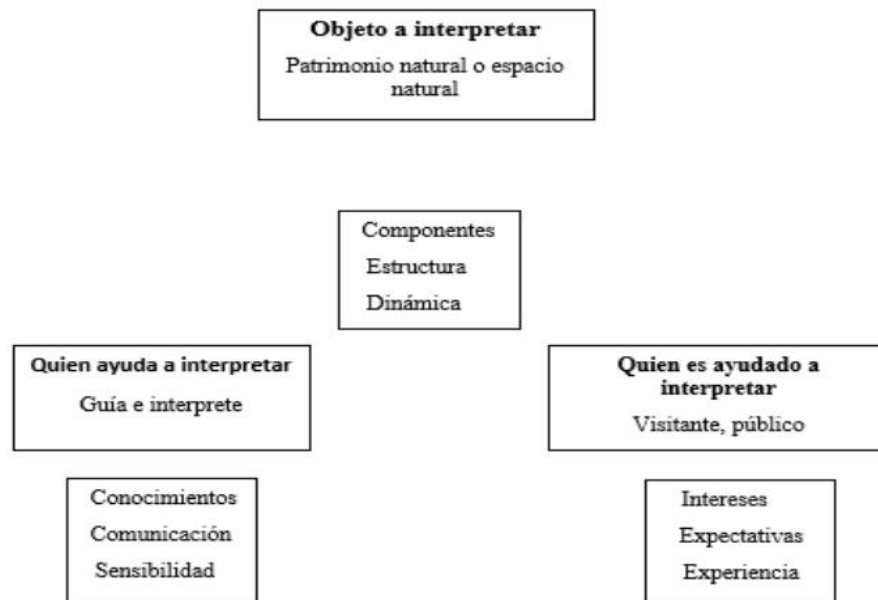 Objeto a interpretar
Patrimonio natural o espacio
natural
Componentes
Estructura
Dinámica
Quien ayuda a interpretar
Guía e interprete
Quien es ayudado a
interpretar
Visitante, público
Conocimientos
Comunicación
Sensibilidad
Intereses
Expectativas
Experiencia